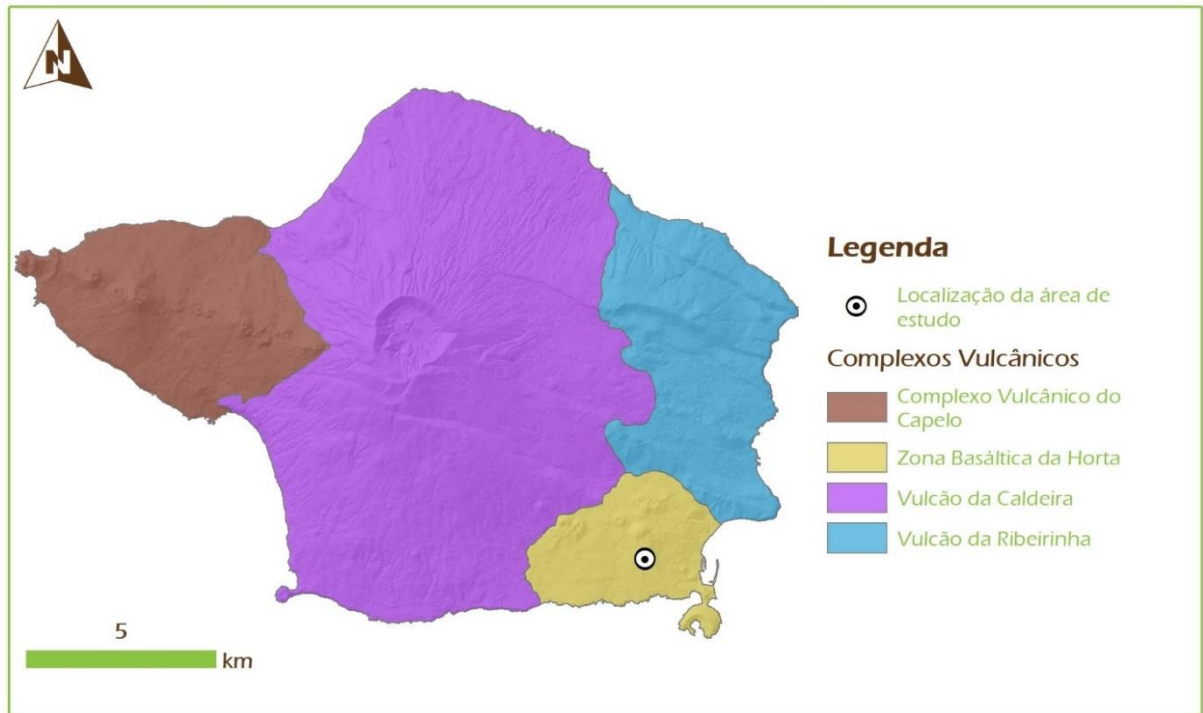 N
Legenda
Localização da área de
estudo
Complexos Vulcânicos
Complexo Vulcânico do
Capelo
Zona Basáltica da Horta
Vulcão da Caldeira
Vulcão da Ribeirinha
5
km